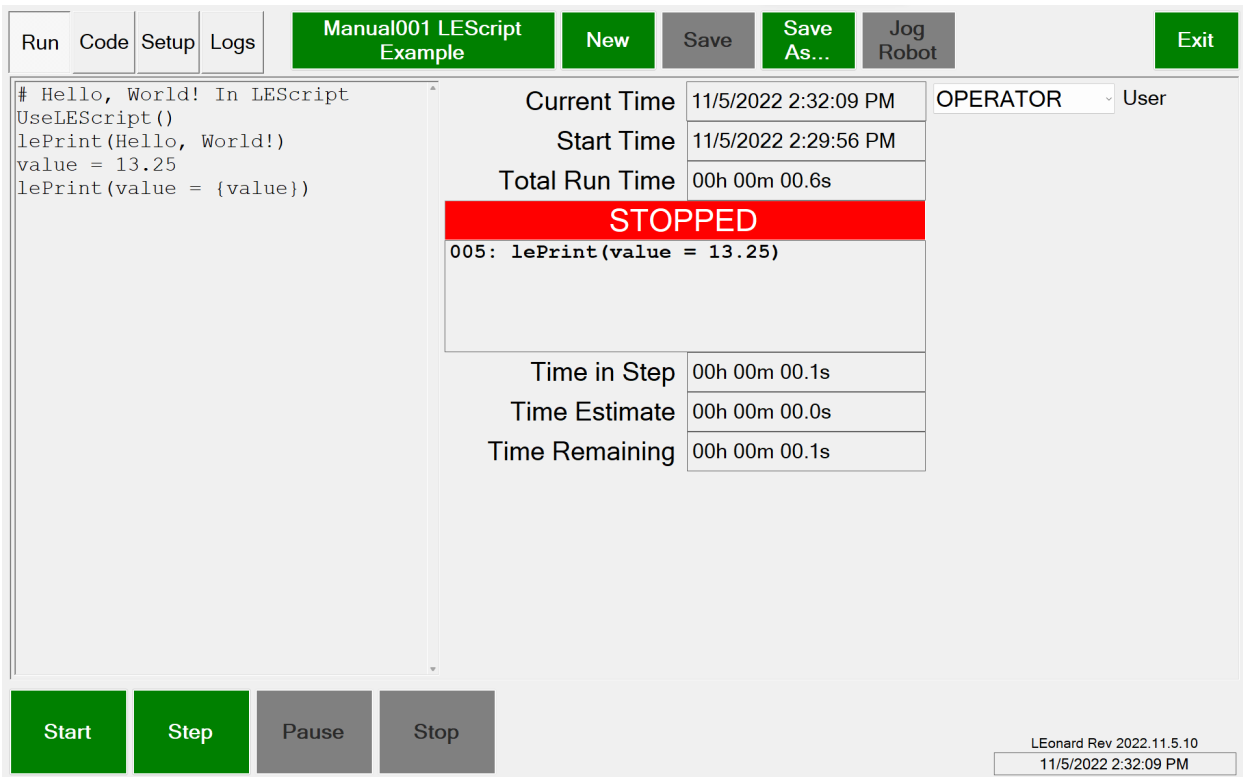 Run Code Setup Logs
Manual001 LEScript
Example
New
Save
Save
As...
Jog
Robot
Exit
# Hello, World! In LEScript
UseLEScript()
lePrint(Hello, World!)
value = 13.25
lePrint(value = {value})
Current Time 11/5/2022 2:32:09 PM
Start Time 11/5/2022 2:29:56 PM
Total Run Time 00h 00m 00.6s
STOPPED
005: lePrint(value = 13.25)
Time in Step 00h 00m 00.1s
Time Estimate 00h 00m 00.0s
Time Remaining 00h 00m 00.1s
OPERATOR User
Start Step Pause Stop
LEonard Rev 2022.11.5.10
11/5/2022 2:32:09 PM